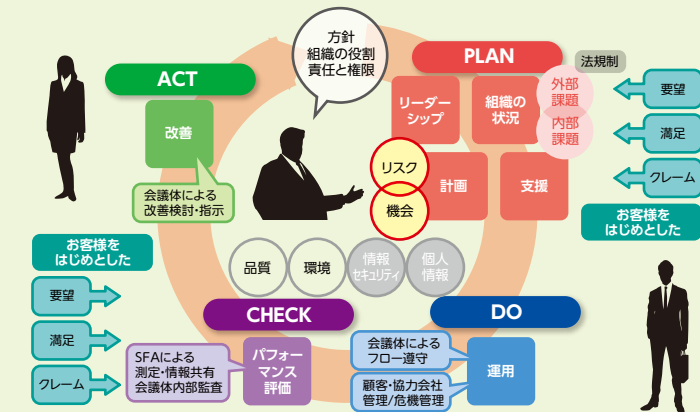 方針
組織の役割
責任と権限
PLAN
法規制
リーダー
シップ
組織の
状況
外部
課題
内部
課題
要望
満足
クレーム
お客様を
はじめとした
リスク
機会
計画
支援
ACT
改善
会議体による
改善検討・指示
品質
環境
情報
セキュリティ
個人
情報
お客様を
はじめとした
要望
満足
クレーム
CHECK
SFAによる
測定・情報共有
会議体内部監査
パフォー
マンス
評価
DO
会議体による
フロー遵守
顧客・協力会社
管理/危機管理
運用